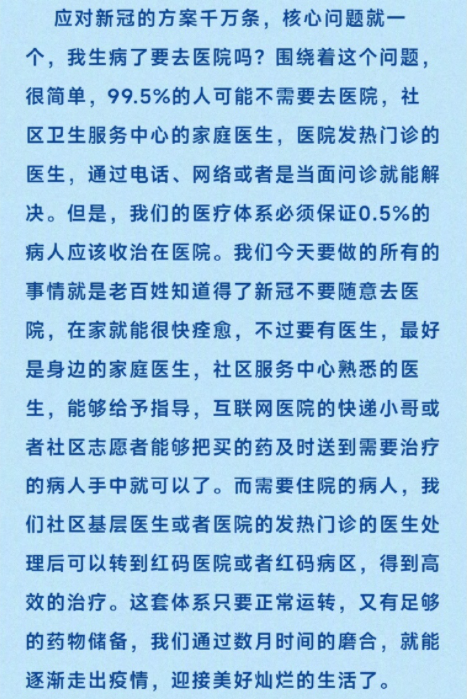 应对新冠的方案千万条，核心问题就一
个，我生病了要去医院吗？围绕着这个问题，
很简单，99.5%的人可能不需要去医院，社
区卫生服务中心的家庭医生，医院发热门诊的
医生，通过电话、网络或者是当面问诊就能解
决。但是，我们的医疗体系必须保证0.5%的
病人应该收治在医院。我们今天要做的所有的
事情就是老百姓知道得了新冠不要随意去医
院，在家就能很快痊愈，不过要有医生，最好
是身边的家庭医生，社区服务中心熟悉的医
生，能够给予指导，互联网医院的快递小哥或
者社区志愿者能够把买的药及时送到需要治疗
的病人手中就可以了。而需要住院的病人，我
们社区基层医生或者医院的发热门诊的医生处
理后可以转到红码医院或者红码病区，得到高
效的治疗。这套体系只要正常运转，又有足够
的药物储备，我们通过数月时间的磨合，就能
逐渐走出疫情，迎接美好灿烂的生活了。